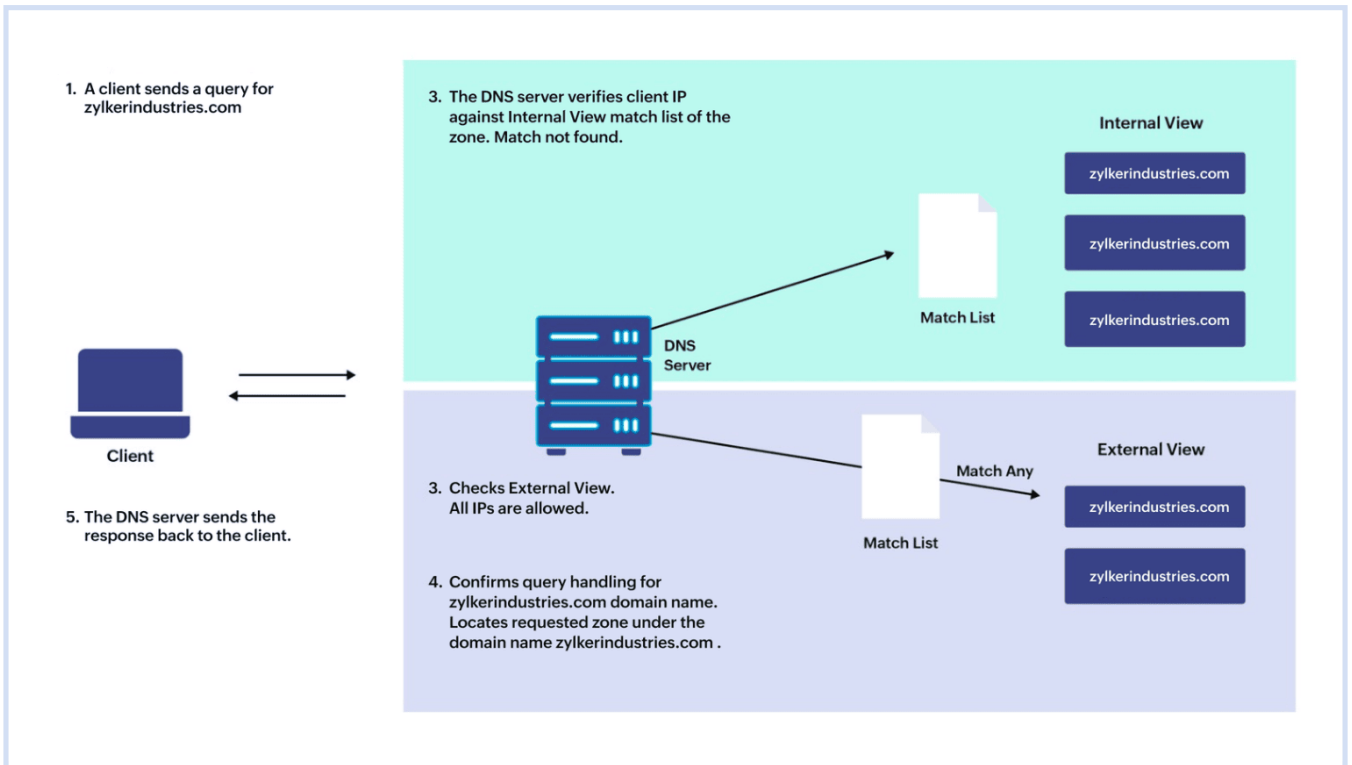 1. A client sends a query for
zylkerindustries.com
3. The DNS server verifies client IP
against Internal View match list of the
zone. Match not found.
Internal View
zylkerindustries.com
zylkerindustries.com
zylkerindustries.com
Match List
DNS
Server
Client
5. The DNS server sends the
response back to the client.
3. Checks External View.
All IPs are allowed.
4. Confirms query handling for
zylkerindustries.com domain name.
Locates requested zone under the
domain name zylkerindustries.com .
Match List
Match Any
External View
zylkerindustries.com
zylkerindustries.com